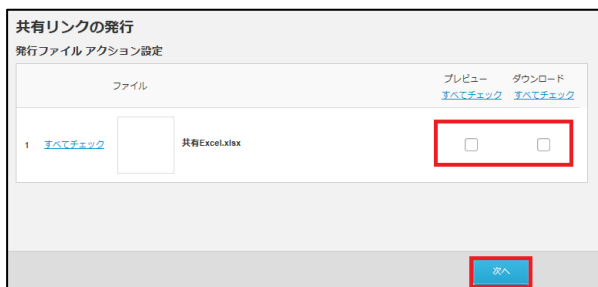 共有リンクの発行
発行ファイル アクション設定
ファイル プレビュー ダウンロード
すべてチェック すべてチェック
1 すべてチェック 共有Excel.xlsx
次へ